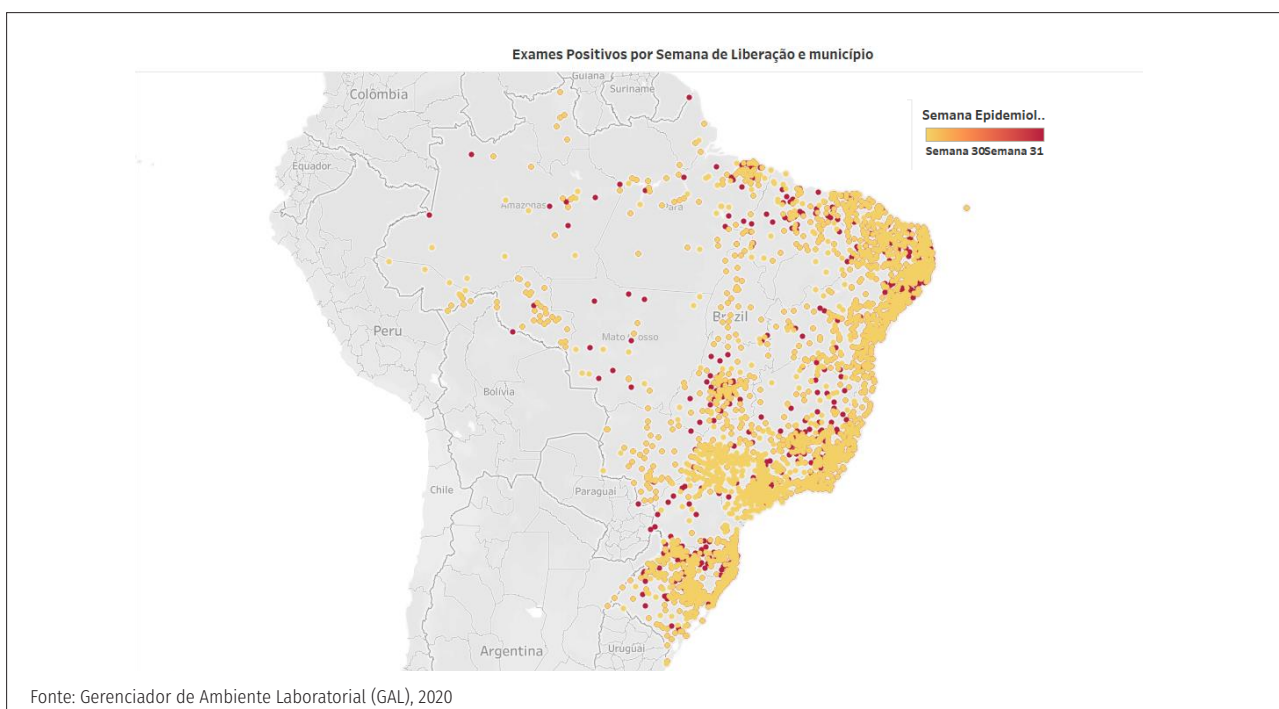 Exames Positivos por Semana de Liberação e município
Guiana
Suriname
Colômbia
Semana Epidemiol..
Semana 30Semana 31
Equador
Amazonas
Pará
Peru
Brazil
Mato Grosso
Bolívia
Chile
Paraguai
Argentina
Uruguai
Fonte: Gerenciador de Ambiente Laboratorial (GAL), 2020